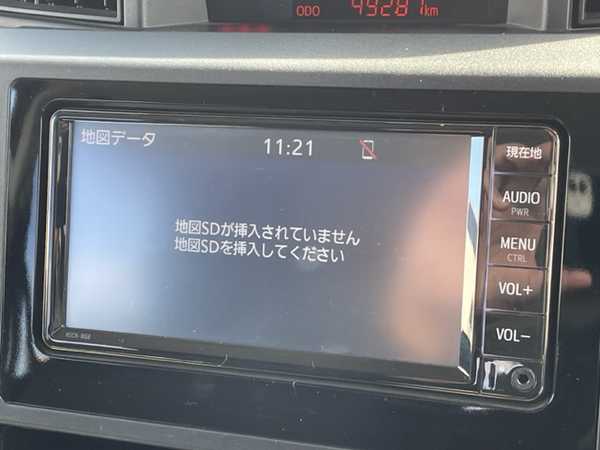 ODO 49287km
地図データ
11:21
現在地
AUDIO
PWR
地図SDが挿入されていません
地図SDを挿入してください
MENU
CTRL
VOL+
VOL-